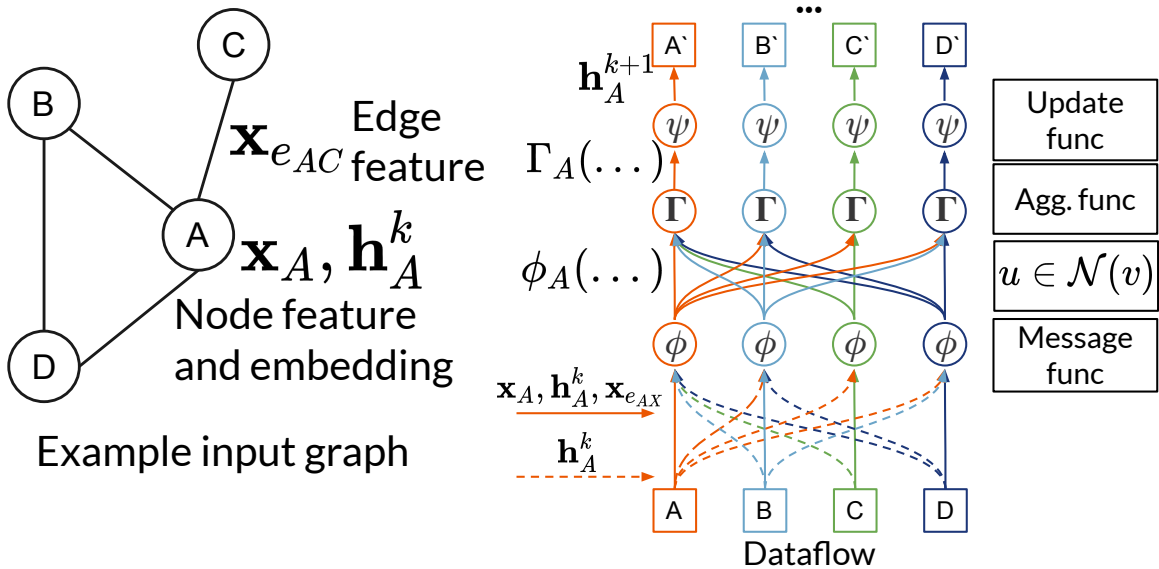 C
B
A
D
𝐱_{e_{AC}} Edge
feature
𝐱_A, 𝐡_A^k
Node feature
and embedding
Example input graph
...
A` B` C` D`
𝐡_A^{k+1}
ψ ψ ψ ψ
Γ_A(...)
Γ Γ Γ Γ
ϕ_A(...)
ϕ ϕ ϕ ϕ
𝐱_A, 𝐡_A^k, 𝐱_{e_{AX}}
𝐡_A^k
A B C D
Dataflow
Update
func
Agg. func
u ∈ 𝒩(v)
Message
func